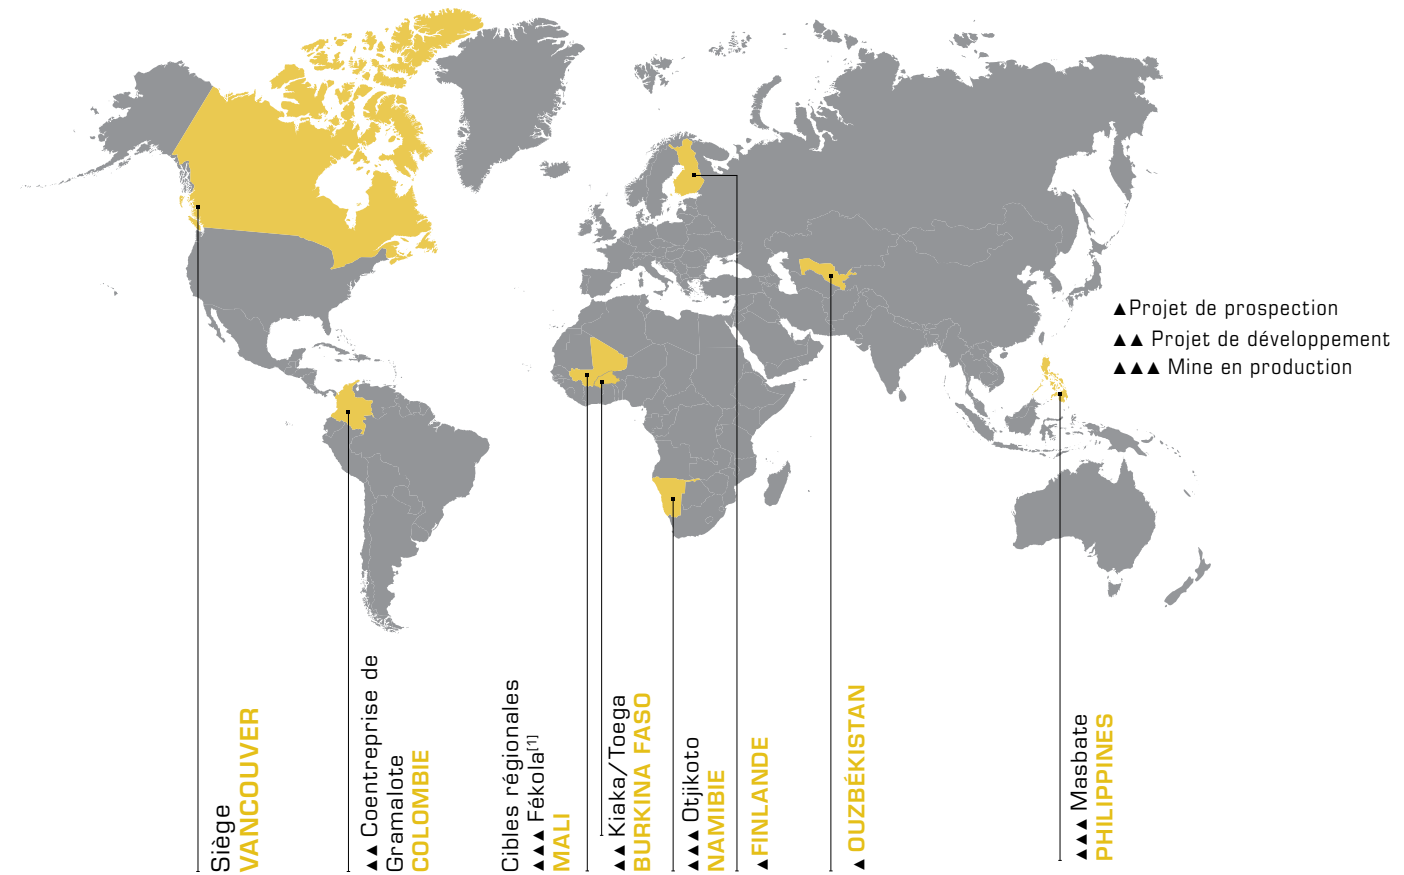 ▲Projet de prospection
▲▲ Projet de développement
▲▲▲ Mine en production
Siège
VANCOUVER
▲▲ Coentreprise de
Gramalote
COLOMBIE
Cibles régionales
▲▲▲ Fékola[1]
MALI
▲▲ Kiaka/Toega
BURKINA FASO
▲▲▲ Otjikoto
NAMIBIE
▲FINLANDE
▲ OUZBÉKISTAN
▲▲▲ Masbate
PHILIPPINES